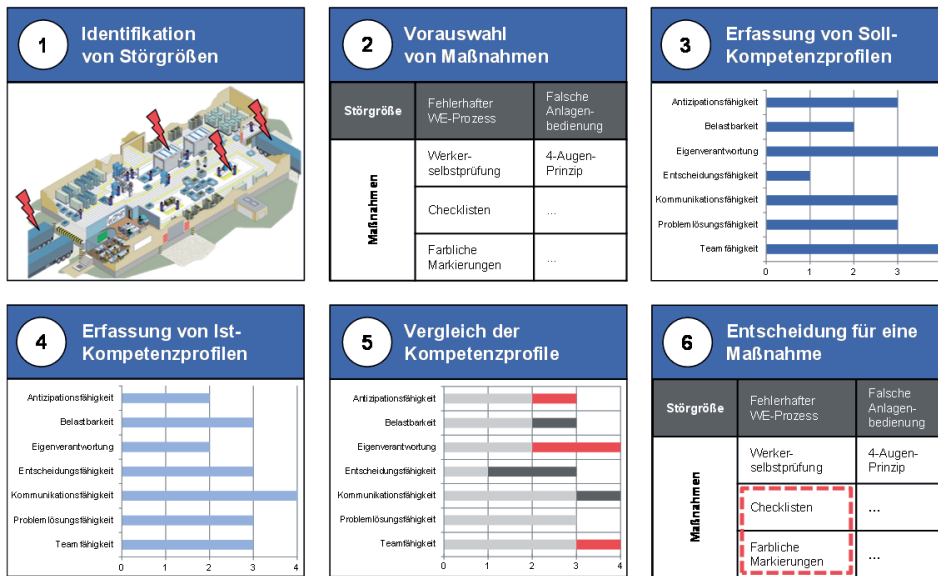 1
Identifikation
von Störgrößen
2
Vorauswahl
von Maßnahmen
Störgröße
Fehlerhafter
WE-Prozess
Falsche
Anlagen-
bedienung
Maßnahmen
Werker-
selbstprüfung
4-Augen-
Prinzip
Checklisten
...
Farbliche
Markierungen
...
3
Erfassung von Soll-
Kompetenzprofilen
Antizipationsfähigkeit
Belastbarkeit
Eigenverantwortung
Entscheidungsfähigkeit
Kommunikationsfähigkeit
Problemlösungsfähigkeit
Teamfähigkeit
0 1 2 3
4
Erfassung von Ist-
Kompetenzprofilen
Antizipationsfähigkeit
Belastbarkeit
Eigenverantwortung
Entscheidungsfähigkeit
Kommunikationsfähigkeit
Problemlösungsfähigkeit
Teamfähigkeit
0 1 2 3 4
5
Vergleich der
Kompetenzprofile
Antizipationsfähigkeit
Belastbarkeit
Eigenverantwortung
Entscheidungsfähigkeit
Kommunikationsfähigkeit
Problemlösungsfähigkeit
Teamfähigkeit
0 1 2 3 4
6
Entscheidung für eine
Maßnahme
Störgröße
Fehlerhafter
WE-Prozess
Falsche
Anlagen-
bedienung
Maßnahmen
Werker-
selbstprüfung
4-Augen-
Prinzip
Checklisten
...
Farbliche
Markierungen
...